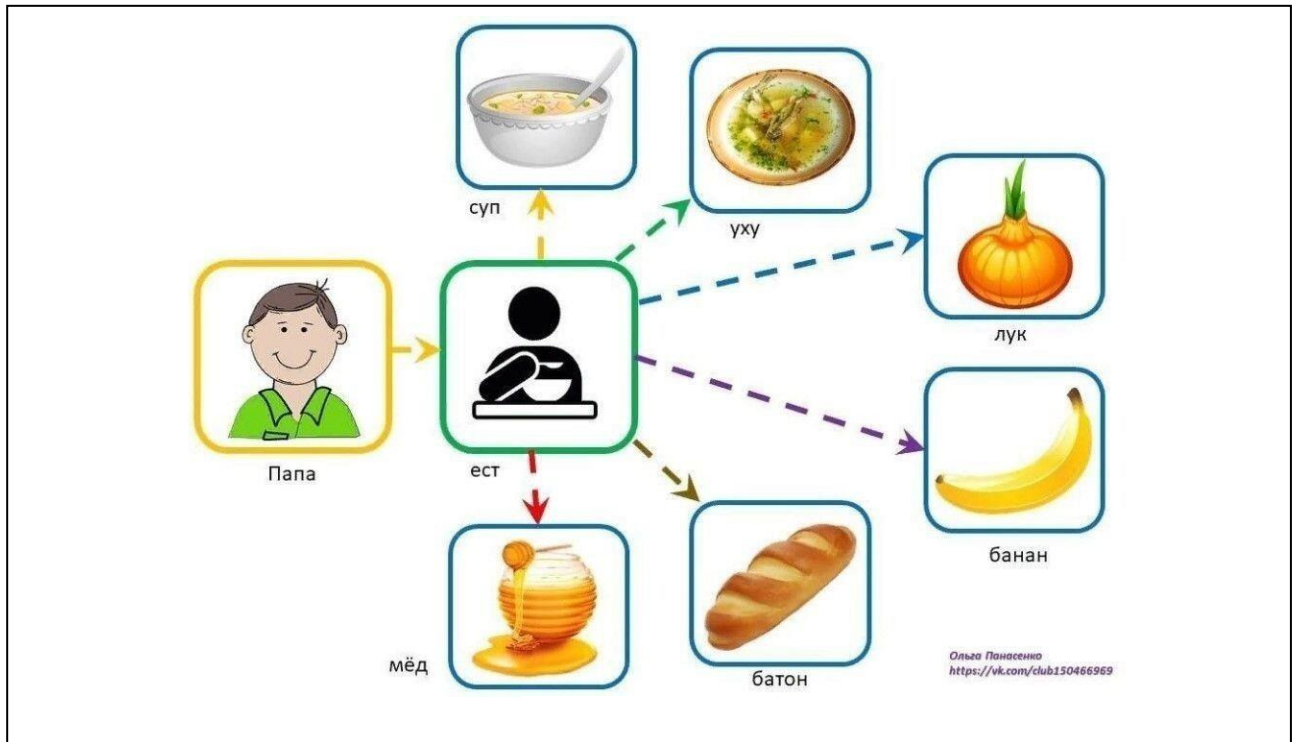 суп
уху
лук
Папа
ест
банан
мёд
батон
Ольга Панасенко
https://vk.com/club150466969